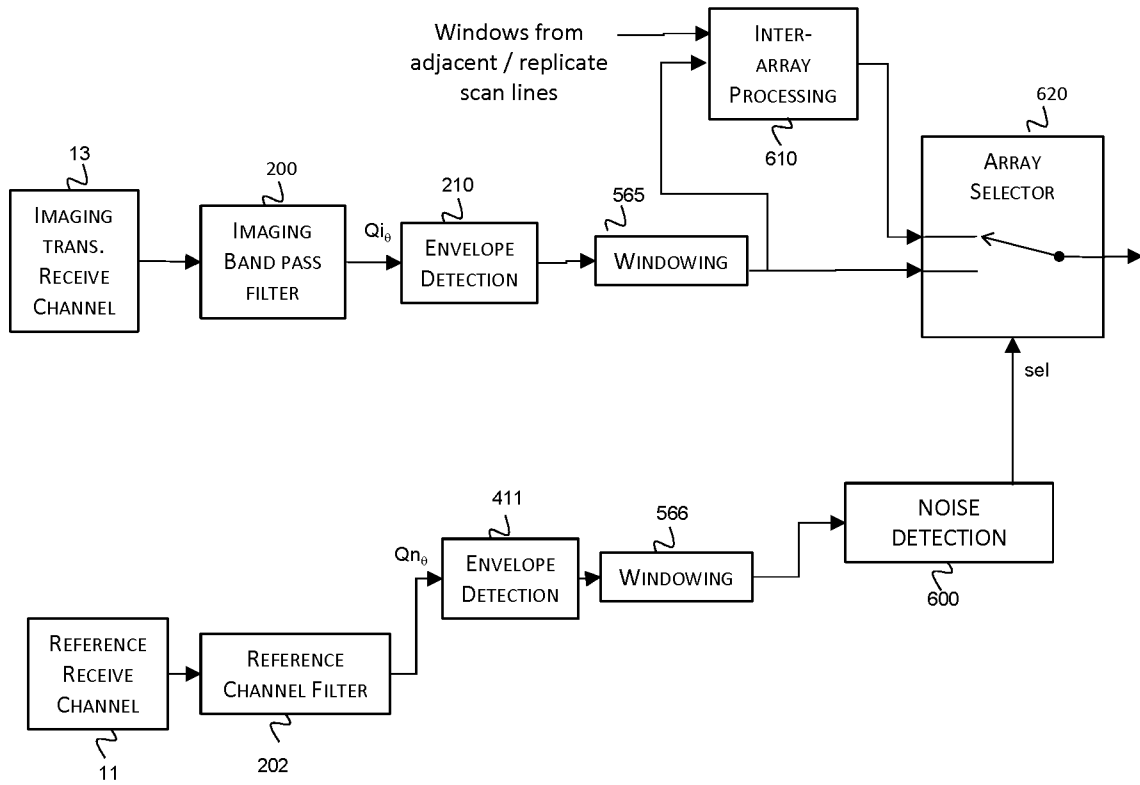 Windows from
adjacent / replicate
scan lines
INTER-
ARRAY
PROCESSING
610
620
ARRAY
SELECTOR
13
IMAGING
TRANS.
RECEIVE
CHANNEL
200
IMAGING
BAND PASS
FILTER
Qiθ
210
ENVELOPE
DETECTION
565
WINDOWING
sel
NOISE
DETECTION
600
411
ENVELOPE
DETECTION
Qnθ
566
WINDOWING
REFERENCE
RECEIVE
CHANNEL
11
REFERENCE
CHANNEL FILTER
202